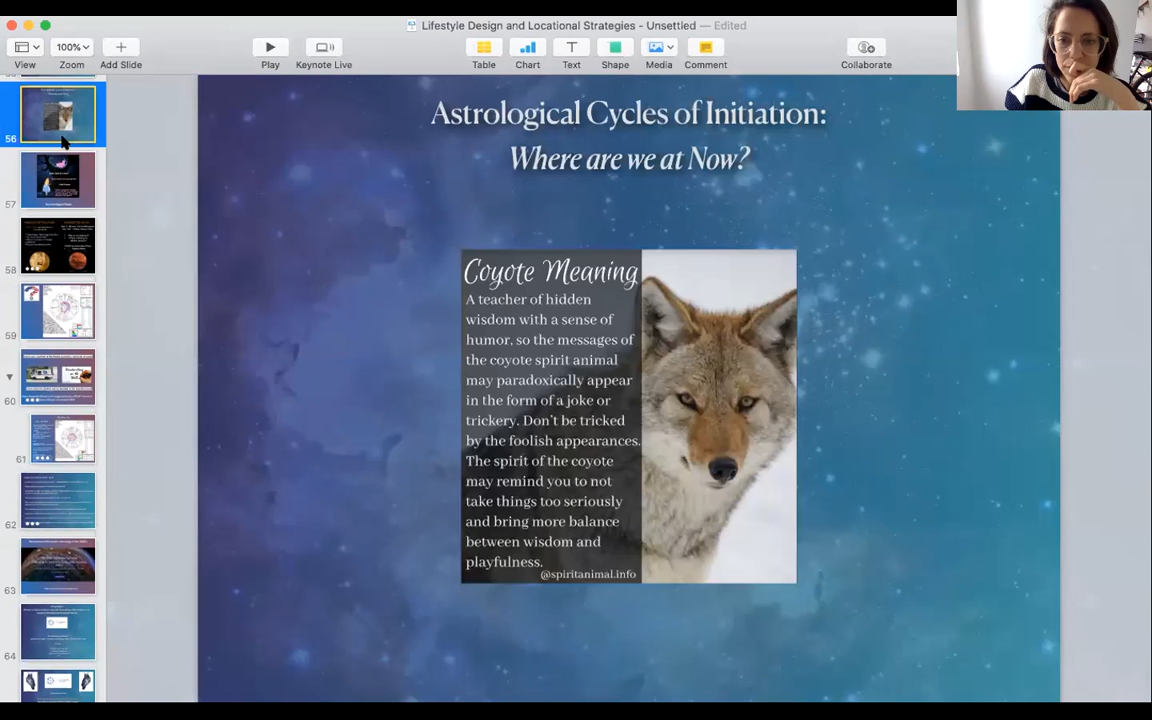 Lifestyle Design and Locational Strategies - Unsettled — Edited
100%
View
Zoom
Add Slide
Play
Keynote Live
Table
Chart
Text
Shape
Media
Comment
Collaborate
56
57
58
59
60
61
62
63
64
Astrological Cycles of Initiation:
Where are we at Now?
Coyote Meaning
A teacher of hidden
wisdom with a sense of
humor, so the messages of
the coyote spirit animal
may paradoxically appear
in the form of a joke or
trickery. Don't be tricked
by the foolish appearances.
The spirit of the coyote
may remind you to not
take things too seriously
and bring more balance
between wisdom and
playfulness.
@spiritanimal.info